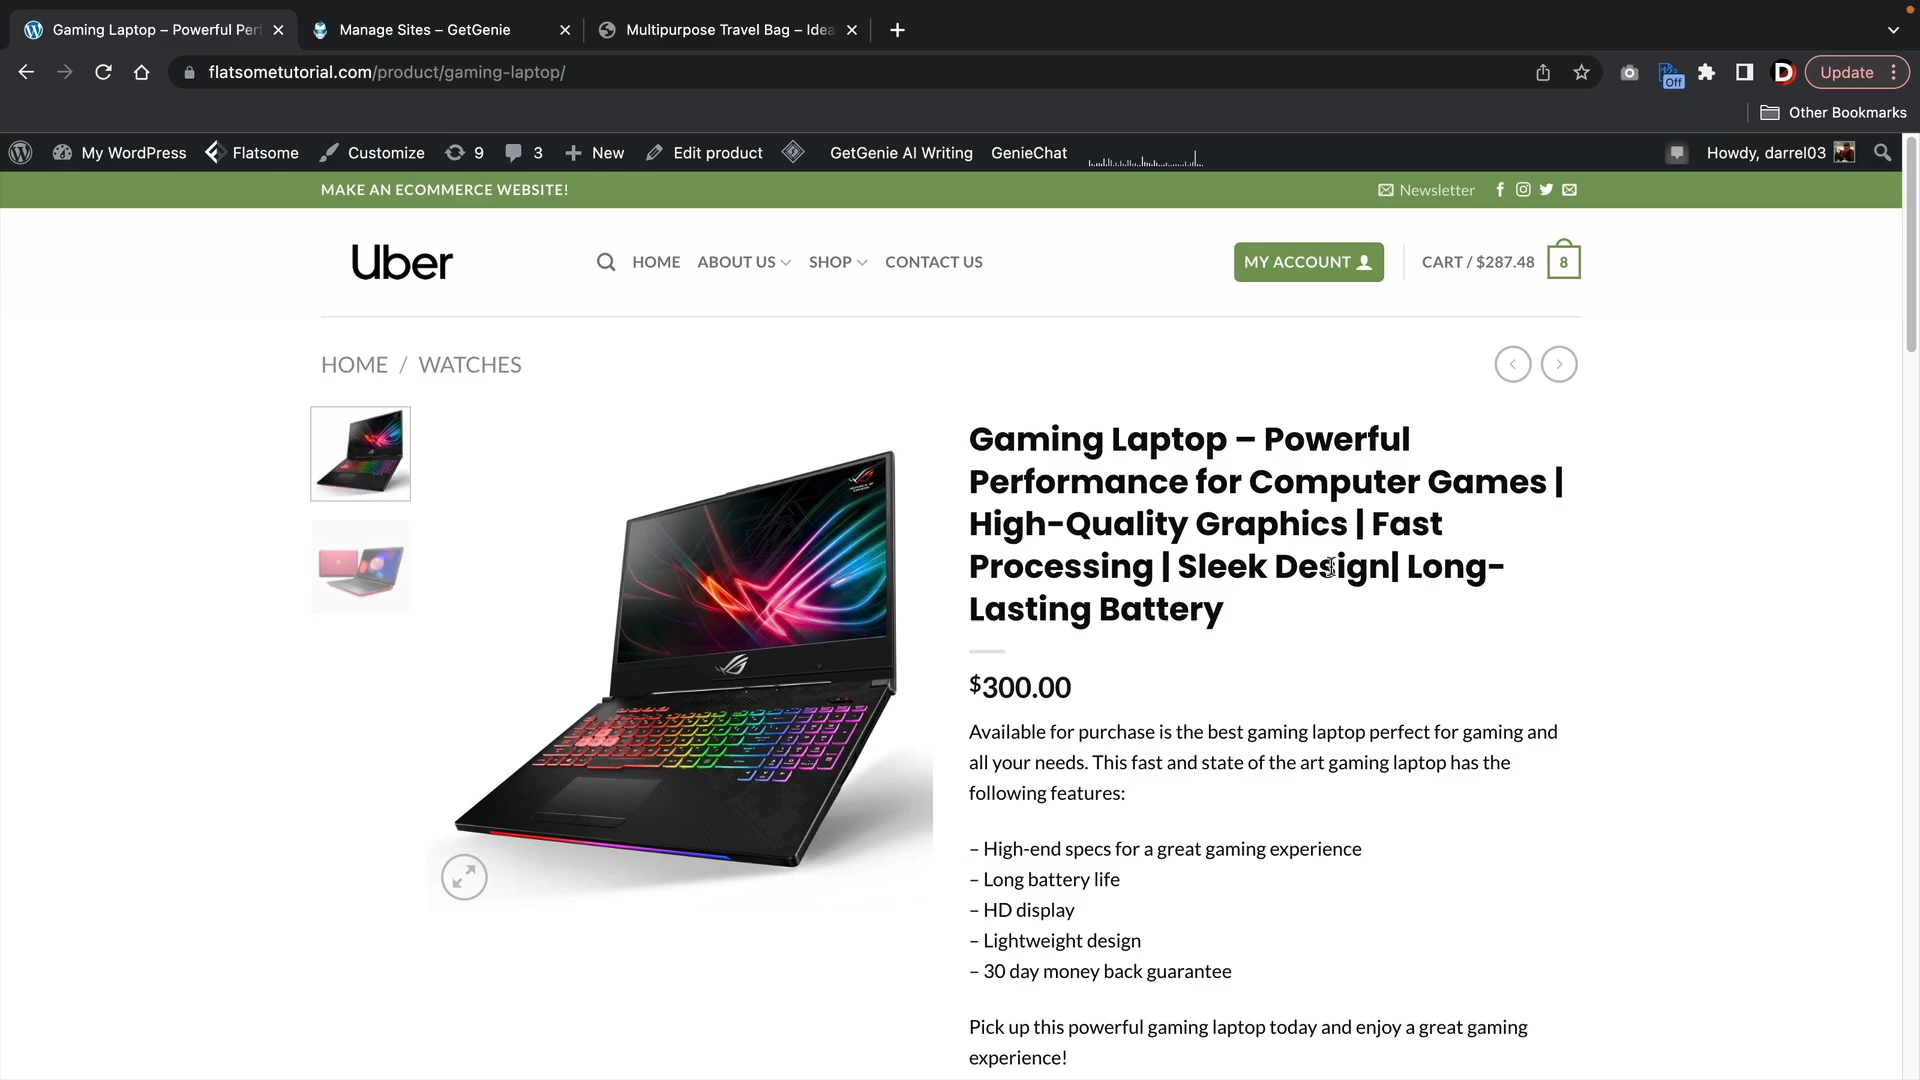 Gaming Laptop – Powerful Per
Manage Sites – GetGenie
Multipurpose Travel Bag – Idea
flatsometutorial.com/product/gaming-laptop/
Off
D
Update
Other Bookmarks
My WordPress
Flatsome
Customize
9
3
New
Edit product
GetGenie AI Writing
GenieChat
Howdy, darrel03
MAKE AN ECOMMERCE WEBSITE!
Newsletter
Uber
HOME
ABOUT US
SHOP
CONTACT US
MY ACCOUNT
CART / $287.48
8
HOME / WATCHES
Gaming Laptop – Powerful
Performance for Computer Games |
High-Quality Graphics | Fast
Processing | Sleek Design| Long-
Lasting Battery
$300.00
Available for purchase is the best gaming laptop perfect for gaming and
all your needs. This fast and state of the art gaming laptop has the
following features:
– High-end specs for a great gaming experience
– Long battery life
– HD display
– Lightweight design
– 30 day money back guarantee
Pick up this powerful gaming laptop today and enjoy a great gaming
experience!